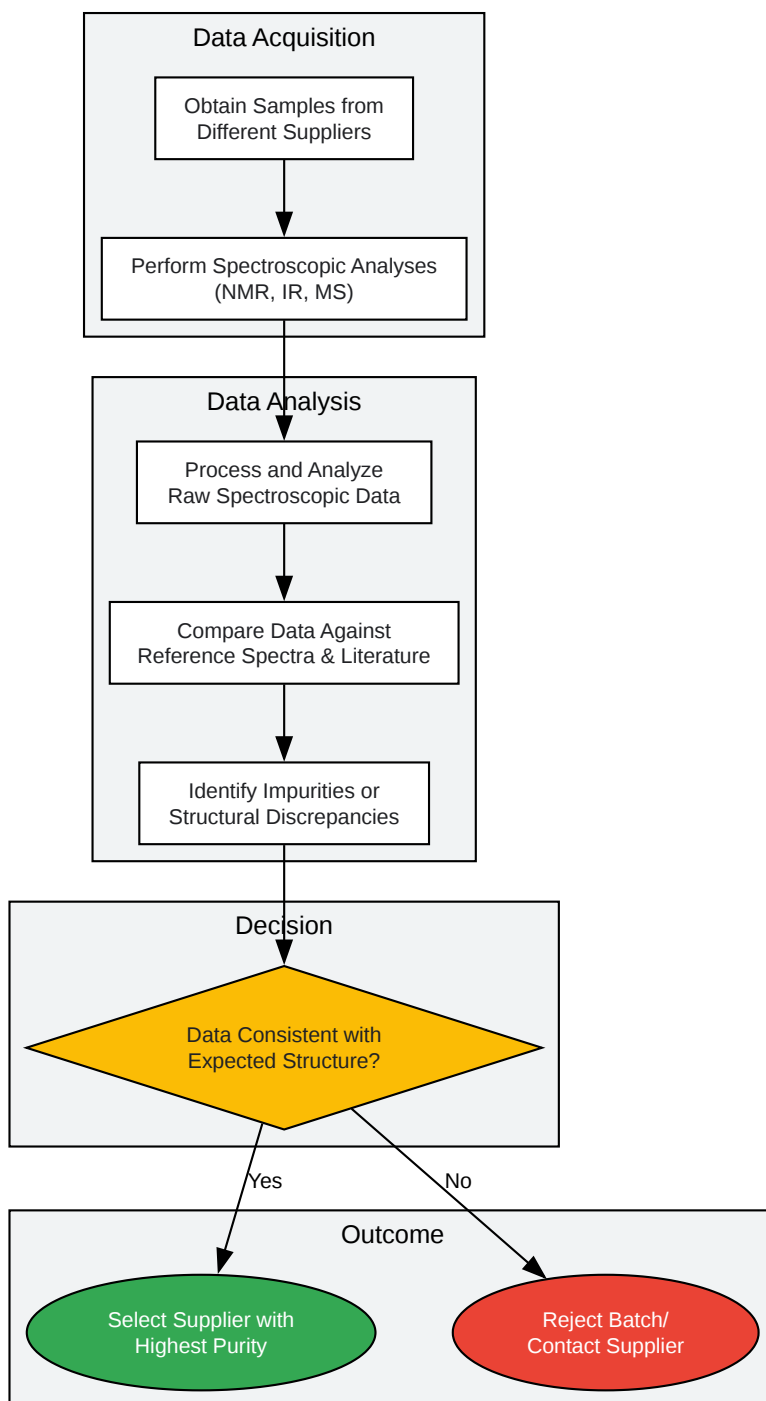 Data Acquisition
Obtain Samples from
Different Suppliers
Perform Spectroscopic Analyses
(NMR, IR, MS)
Data Analysis
Process and Analyze
Raw Spectroscopic Data
Compare Data Against
Reference Spectra & Literature
Identify Impurities or
Structural Discrepancies
Decision
Data Consistent with
Expected Structure?
Yes
No
Outcome
Select Supplier with
Highest Purity
Reject Batch/
Contact Supplier